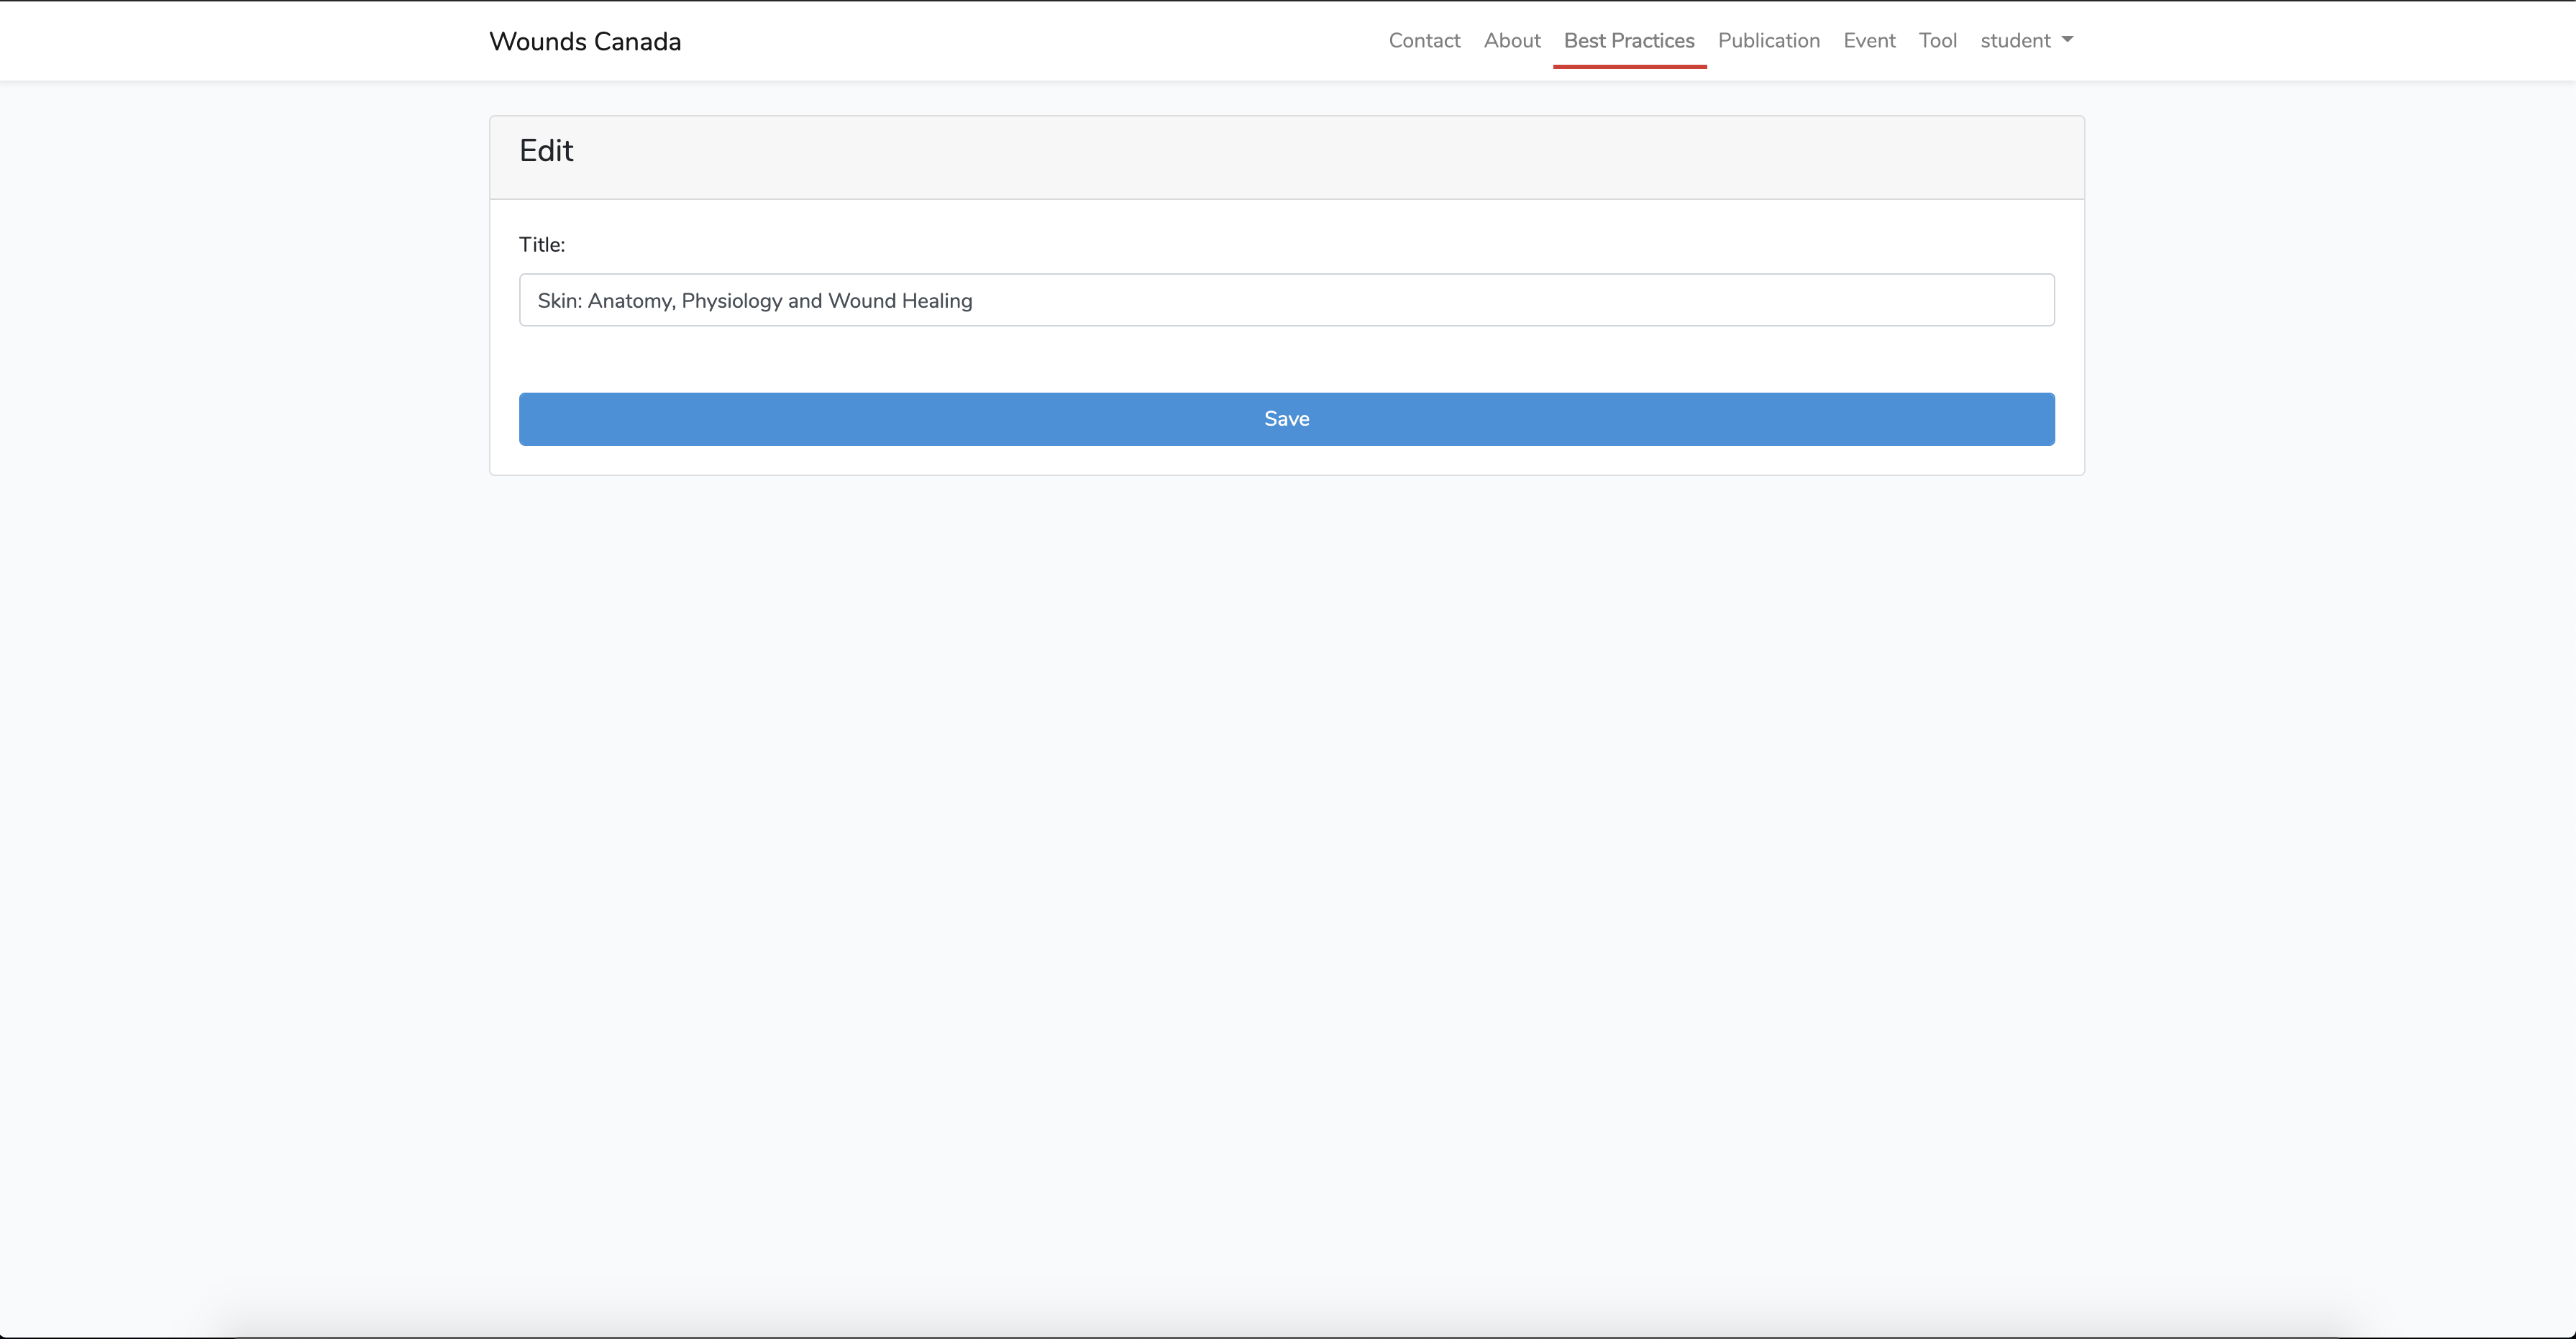 Wounds Canada
Contact About Best Practices Publication Event Tool student
Edit
Title:
Skin: Anatomy, Physiology and Wound Healing
Save